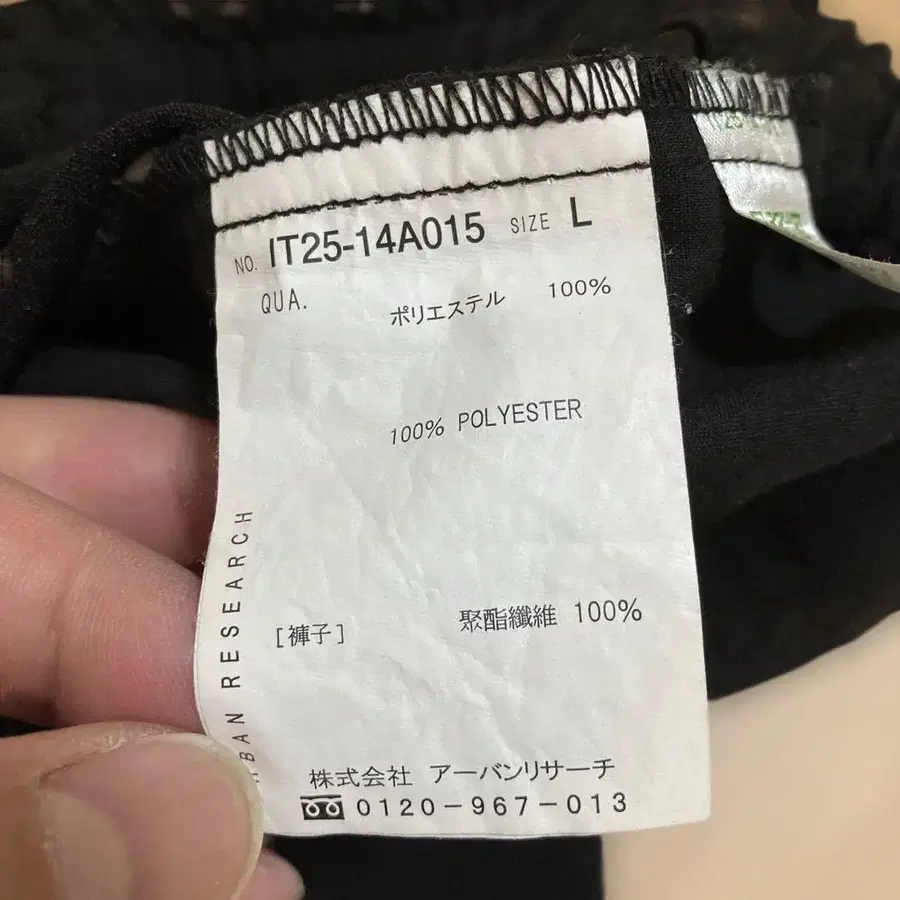 NO. IT25-14A015 SIZE L
QUA.
ポリエステル 100%
100% POLYESTER
[褲子] 聚酯纖維 100%
株式会社 アーバンリサーチ
0120-967-013
RESEARCH